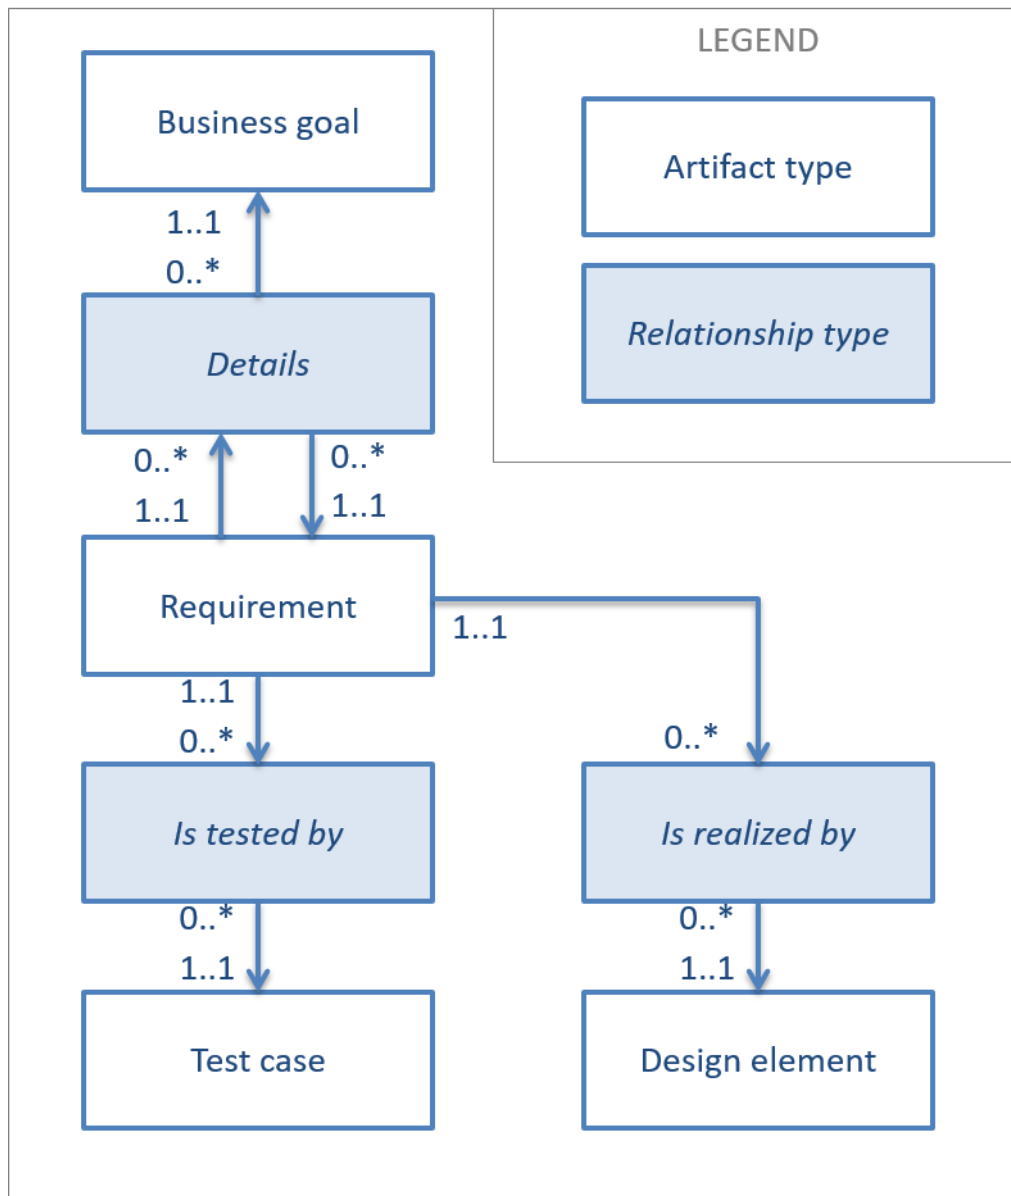 LEGEND
Business goal
Artifact type
1..1
0..*
Relationship type
Details
0..*
0..*
1..1
1..1
Requirement
1..1
1..1
0..*
0..*
Is tested by
Is realized by
0..*
0..*
1..1
1..1
Test case
Design element